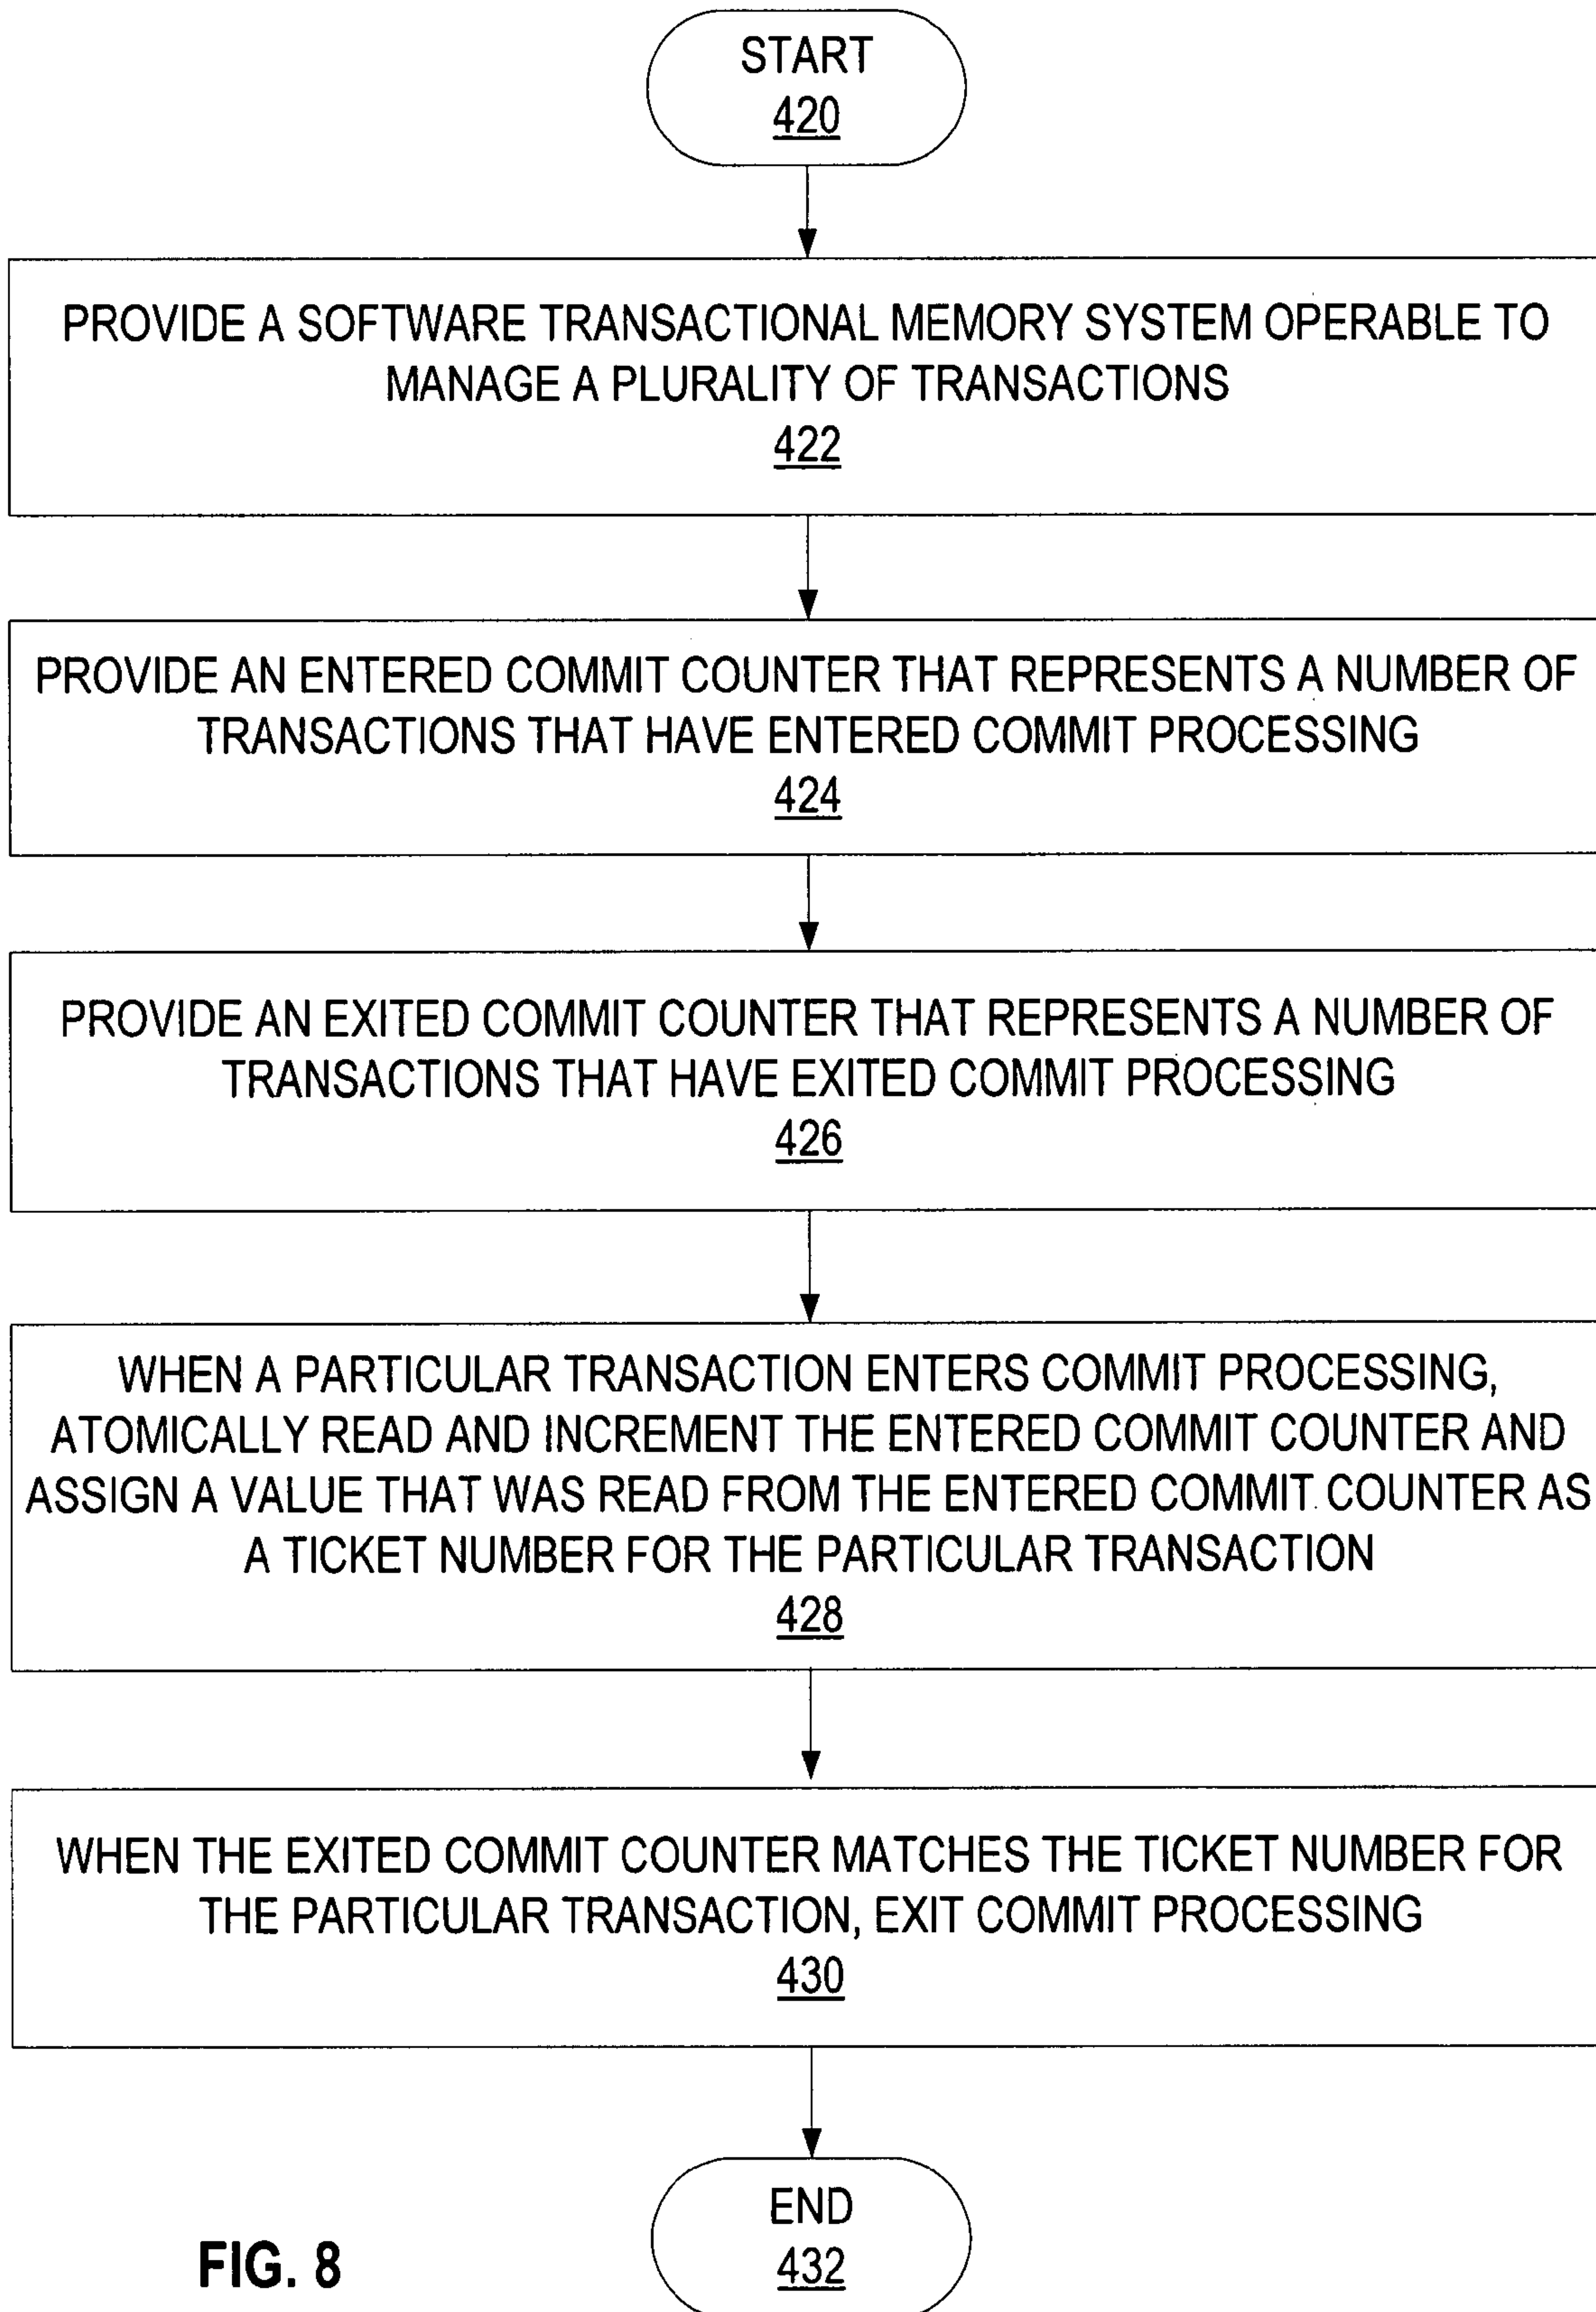 START
420
PROVIDE A SOFTWARE TRANSACTIONAL MEMORY SYSTEM OPERABLE TO
MANAGE A PLURALITY OF TRANSACTIONS
422
PROVIDE AN ENTERED COMMIT COUNTER THAT REPRESENTS A NUMBER OF
TRANSACTIONS THAT HAVE ENTERED COMMIT PROCESSING
424
PROVIDE AN EXITED COMMIT COUNTER THAT REPRESENTS A NUMBER OF
TRANSACTIONS THAT HAVE EXITED COMMIT PROCESSING
426
WHEN A PARTICULAR TRANSACTION ENTERS COMMIT PROCESSING,
ATOMICALLY READ AND INCREMENT THE ENTERED COMMIT COUNTER AND
ASSIGN A VALUE THAT WAS READ FROM THE ENTERED COMMIT COUNTER AS
A TICKET NUMBER FOR THE PARTICULAR TRANSACTION
428
WHEN THE EXITED COMMIT COUNTER MATCHES THE TICKET NUMBER FOR
THE PARTICULAR TRANSACTION, EXIT COMMIT PROCESSING
430
END
432
FIG. 8